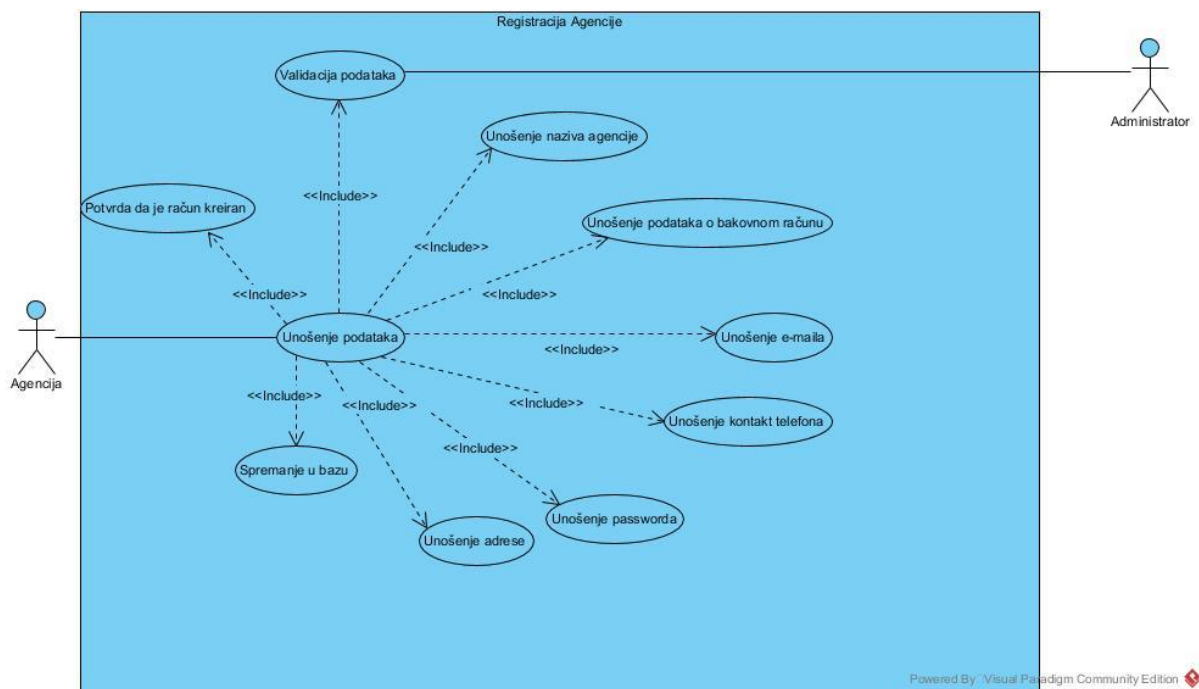 Registracija Agencije
Validacija podataka
Administrator
Unošenje naziva agencije
<<Include>>
Potvrda da je račun kreiran
Unošenje podataka o bakovnom računu
<<Include>>
<<Include>>
<<Include>>
Agencija
Unošenje podataka
Unošenje e-maila
<<Include>>
<<Include>>
<<Include>>
<<Include>>
Unošenje kontakt telefona
<<Include>>
Spremanje u bazu
Unošenje passworda
Unošenje adrese
Powered By Visual Paradigm Community Edition